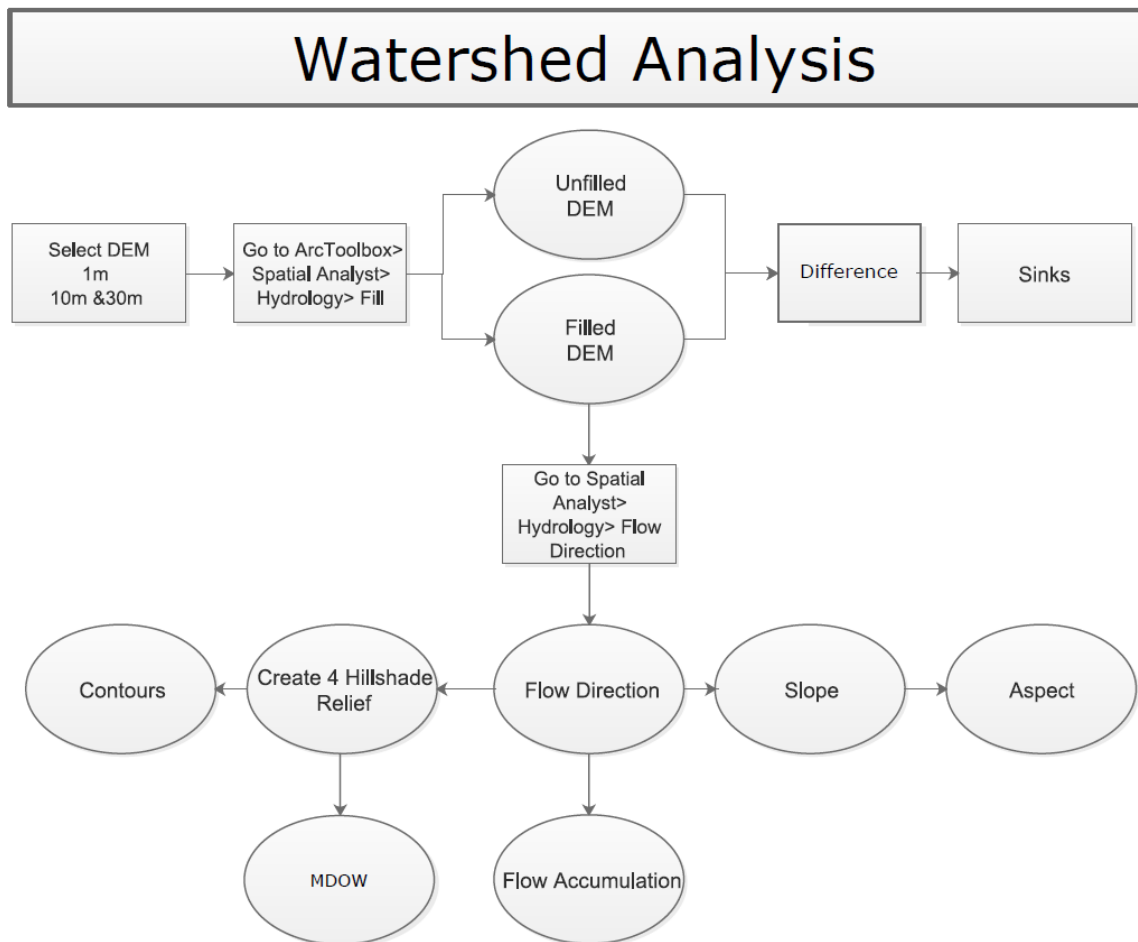 Watershed Analysis
Unfilled
DEM
Select DEM
1m
10m &30m
Go to ArcToolbox>
Spatial Analyst>
Hydrology> Fill
Difference
Sinks
Filled
DEM
Go to Spatial
Analyst>
Hydrology> Flow
Direction
Contours
Create 4 Hillshade
Relief
Flow Direction
Slope
Aspect
MDOW
Flow Accumulation